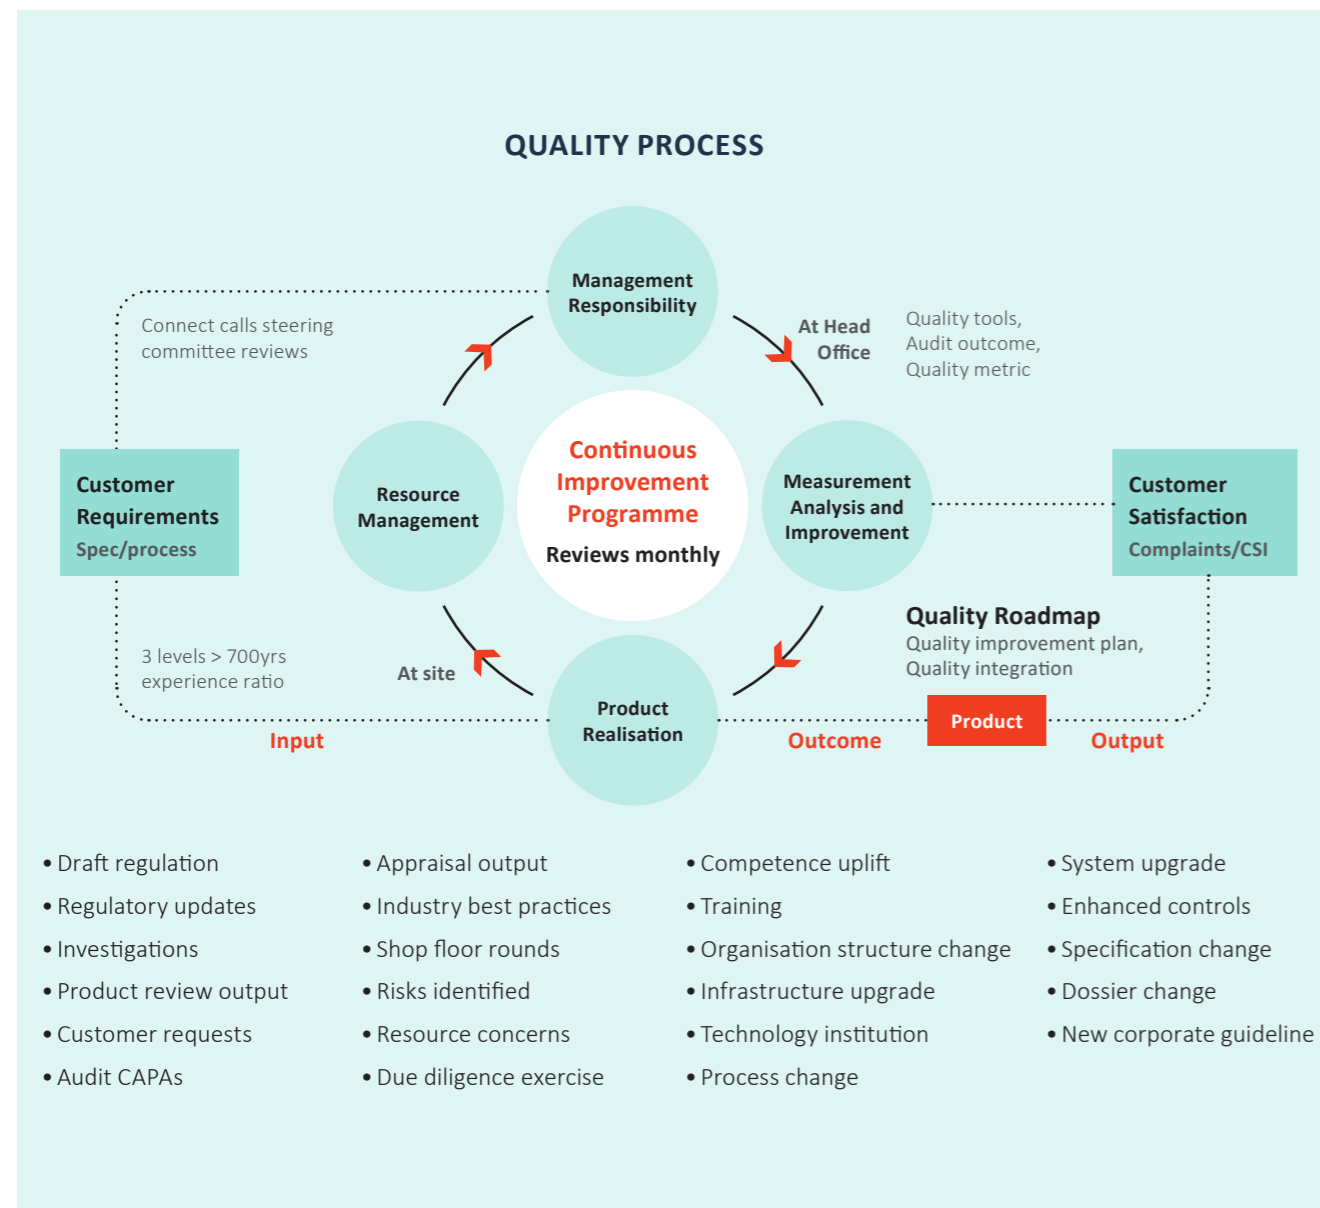 QUALITY PROCESS
Management
Responsibility
Connect calls steering
committee reviews
At Head
Office
Quality tools,
Audit outcome,
Quality metric
Customer
Requirements
Spec/process
Resource
Management
Continuous
Improvement
Programme
Reviews monthly
Measurement
Analysis and
Improvement
Customer
Satisfaction
Complaints/CSI
3 levels > 700yrs
experience ratio
At site
Quality Roadmap
Quality improvement plan,
Quality integration
Product
Realisation
Product
Input
Outcome
Output
• Draft regulation
• Regulatory updates
• Investigations
• Product review output
• Customer requests
• Audit CAPAs
• Appraisal output
• Industry best practices
• Shop floor rounds
• Risks identified
• Resource concerns
• Due diligence exercise
• Competence uplift
• Training
• Organisation structure change
• Infrastructure upgrade
• Technology institution
• Process change
• System upgrade
• Enhanced controls
• Specification change
• Dossier change
• New corporate guideline